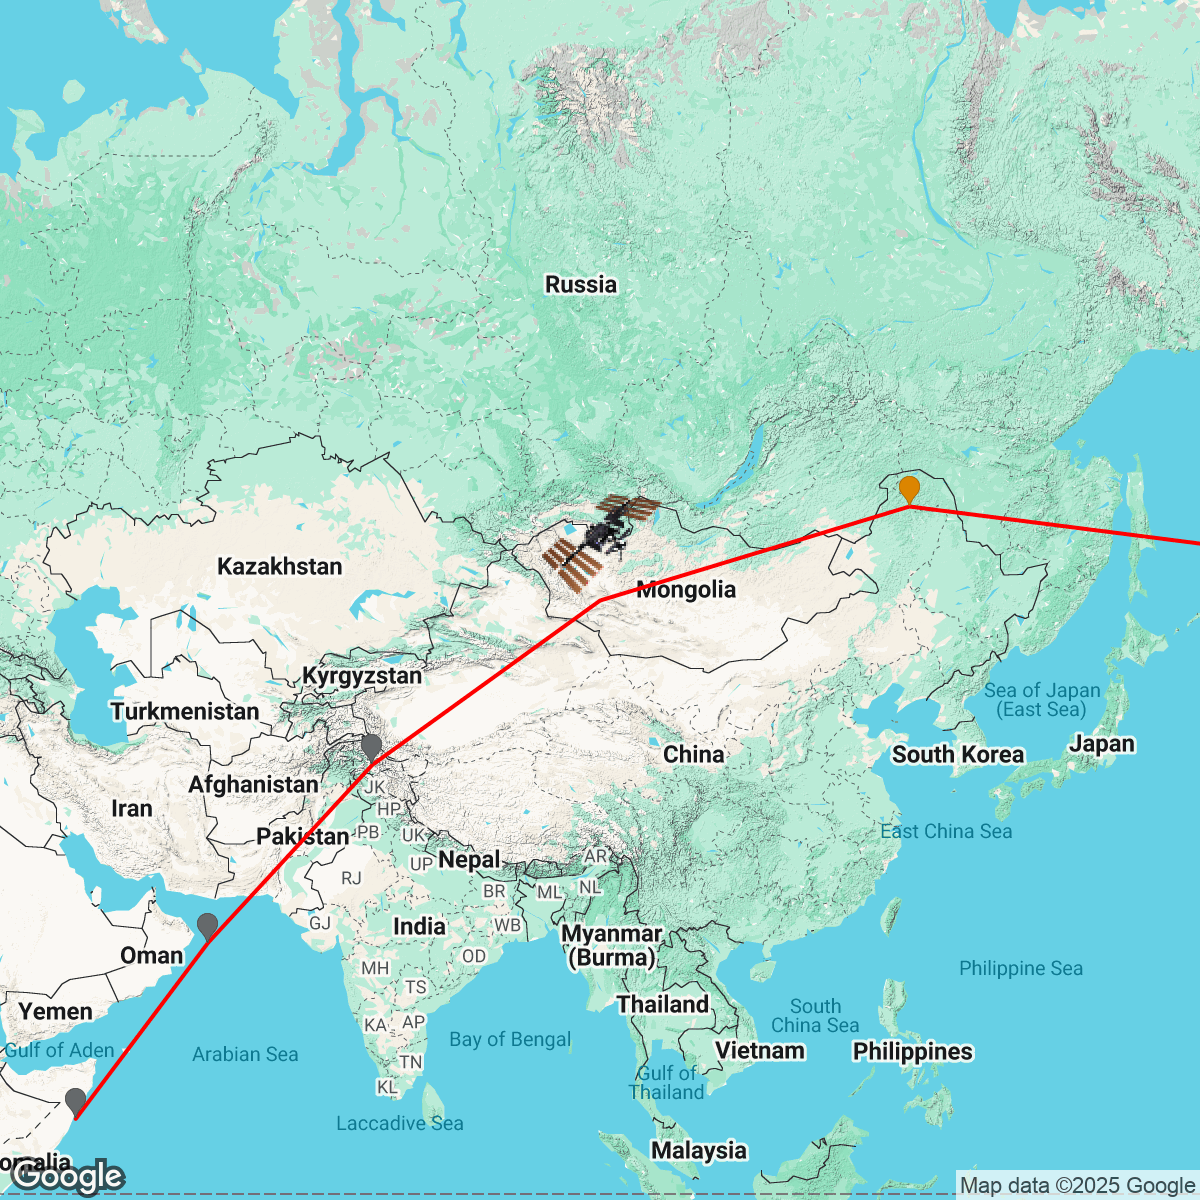 Russia
Kazakhstan
Mongolia
Kyrgyzstan
Turkmenistan
Sea of Japan
(East Sea)
China
South Korea
Japan
Afghanistan
JK
Iran
HP
Pakistan
PB
UK
East China Sea
Nepal
UP
AR
RJ
BR
ML
NL
GJ
India
WB
Myanmar
(Burma)
Oman
OD
MH
Philippine Sea
TS
Thailand
South
China Sea
Yemen
KA
AP
Bay of Bengal
Gulf of Aden
Arabian Sea
Vietnam
Philippines
TN
Gulf of
Thailand
KL
Laccadive Sea
Malaysia
omalia
Google
Map data ©2025 Google